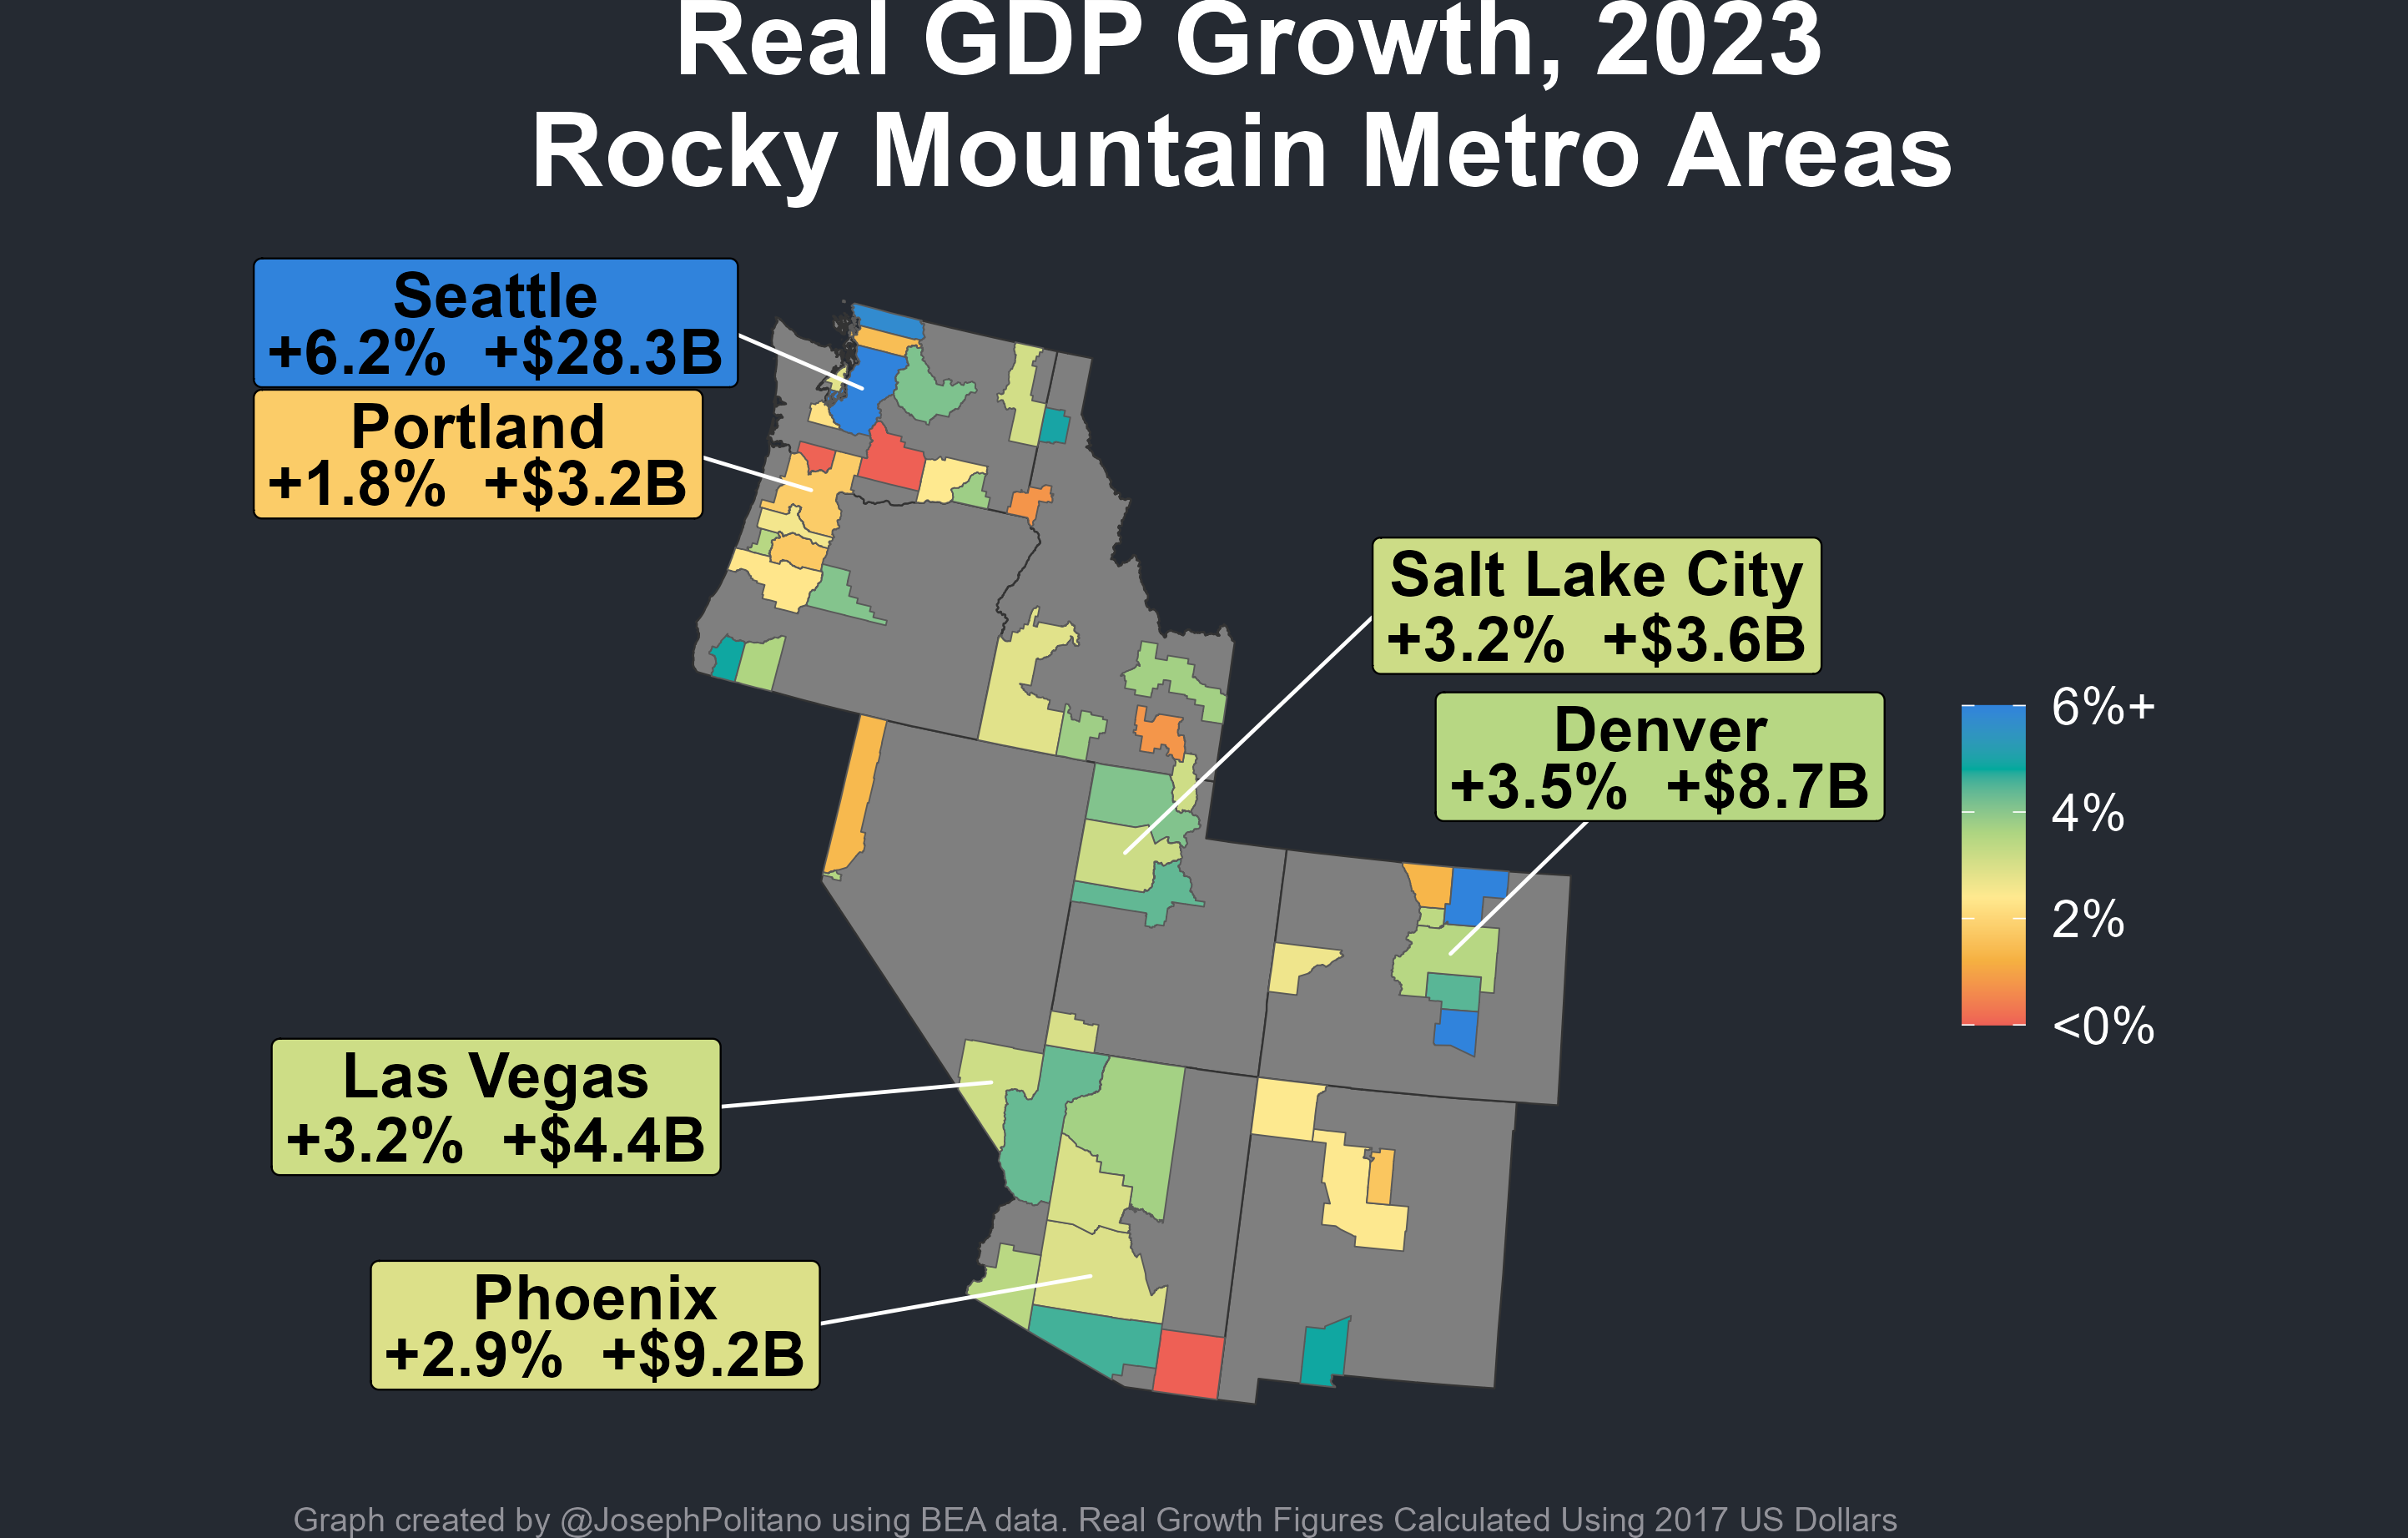 Real GDP Growth, 2023
Rocky Mountain Metro Areas
Seattle
+6.2% +$28.3B
Portland
+1.8% +$3.2B
Salt Lake City
+3.2% +$3.6B
Denver
+3.5% +$8.7B
6%+
4%
2%
<0%
Las Vegas
+3.2% +$4.4B
Phoenix
+2.9% +$9.2B
Graph created by @JosephPolitano using BEA data. Real Growth Figures Calculated Using 2017 US Dollars